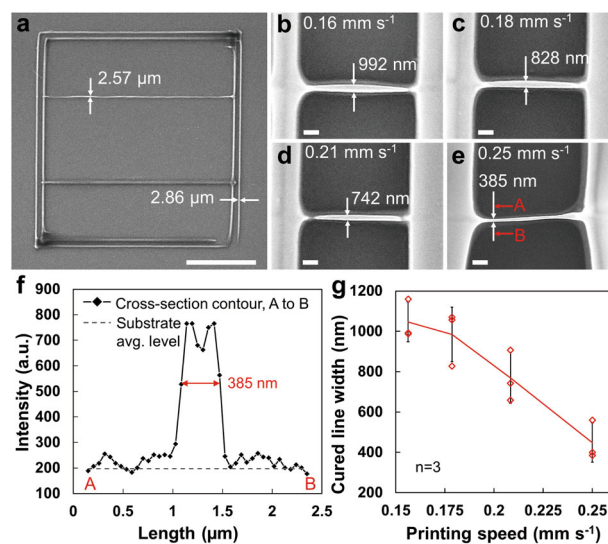 a
2.57 µm
2.86 µm
b
0.16 mm s⁻¹
992 nm
c
0.18 mm s⁻¹
828 nm
d
0.21 mm s⁻¹
742 nm
e
0.25 mm s⁻¹
385 nm
A
B
f
900
800
700
600
500
400
300
200
100
Intensity (a.u.)
Cross-section contour, A to B
Substrate
avg. level
385 nm
A
B
0
0.5
1
1.5
2
2.5
Length (µm)
g
1200
1000
800
600
400
200
Cured line width (nm)
n=3
0.15
0.175
0.2
0.225
0.25
Printing speed (mm s⁻¹)